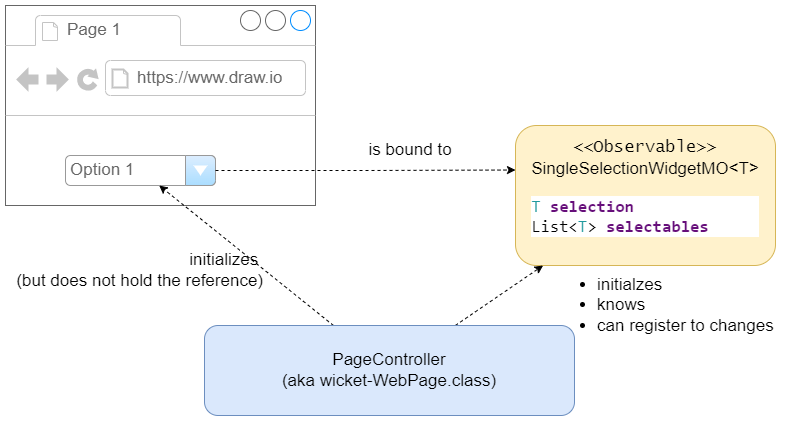 Page 1
https://www.draw.io
is bound to
Option 1
<<Observable>>
SingleSelectionWidgetMO<T>
T selection
List<T> selectables
initializes
(but does not hold the reference)
initialzes
knows
can register to changes
PageController
(aka wicket-WebPage.class)